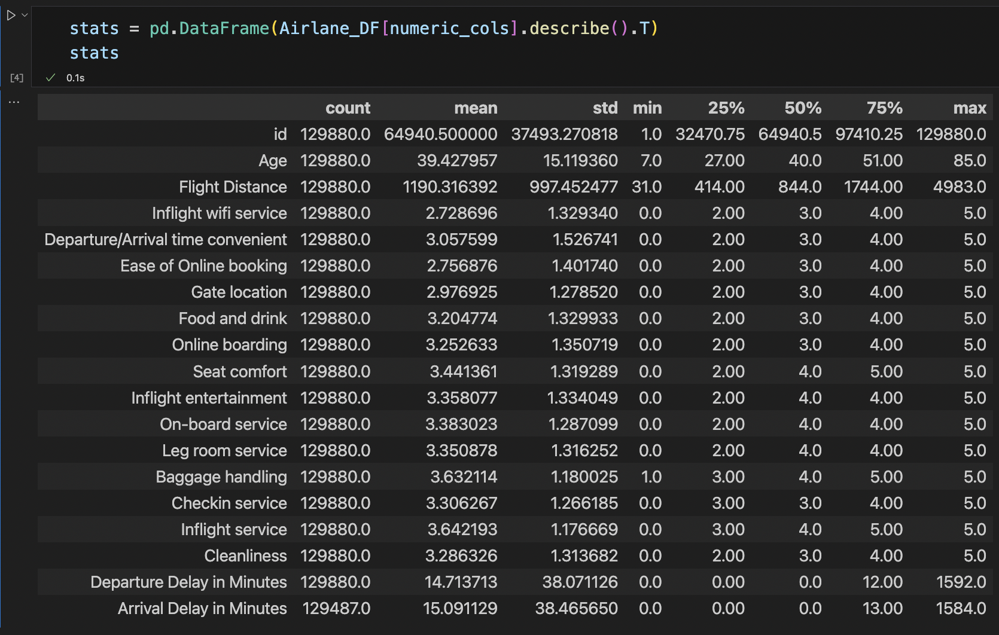 stats = pd.DataFrame(Airlane_DF[numeric_cols].describe().T)
stats
[4] ✓ 0.1s
...
count mean std min 25% 50% 75% max
id 129880.0 64940.500000 37493.270818 1.0 32470.75 64940.5 97410.25 129880.0
Age 129880.0 39.427957 15.119360 7.0 27.00 40.0 51.00 85.0
Flight Distance 129880.0 1190.316392 997.452477 31.0 414.00 844.0 1744.00 4983.0
Inflight wifi service 129880.0 2.728696 1.329340 0.0 2.00 3.0 4.00 5.0
Departure/Arrival time convenient 129880.0 3.057599 1.526741 0.0 2.00 3.0 4.00 5.0
Ease of Online booking 129880.0 2.756876 1.401740 0.0 2.00 3.0 4.00 5.0
Gate location 129880.0 2.976925 1.278520 0.0 2.00 3.0 4.00 5.0
Food and drink 129880.0 3.204774 1.329933 0.0 2.00 3.0 4.00 5.0
Online boarding 129880.0 3.252633 1.350719 0.0 2.00 3.0 4.00 5.0
Seat comfort 129880.0 3.441361 1.319289 0.0 2.00 4.0 5.00 5.0
Inflight entertainment 129880.0 3.358077 1.334049 0.0 2.00 4.0 4.00 5.0
On-board service 129880.0 3.383023 1.287099 0.0 2.00 4.0 4.00 5.0
Leg room service 129880.0 3.350878 1.316252 0.0 2.00 4.0 4.00 5.0
Baggage handling 129880.0 3.632114 1.180025 1.0 3.00 4.0 5.00 5.0
Checkin service 129880.0 3.306267 1.266185 0.0 3.00 3.0 4.00 5.0
Inflight service 129880.0 3.642193 1.176669 0.0 3.00 4.0 5.00 5.0
Cleanliness 129880.0 3.286326 1.313682 0.0 2.00 3.0 4.00 5.0
Departure Delay in Minutes 129880.0 14.713713 38.071126 0.0 0.00 0.0 12.00 1592.0
Arrival Delay in Minutes 129487.0 15.091129 38.465650 0.0 0.00 0.0 13.00 1584.0